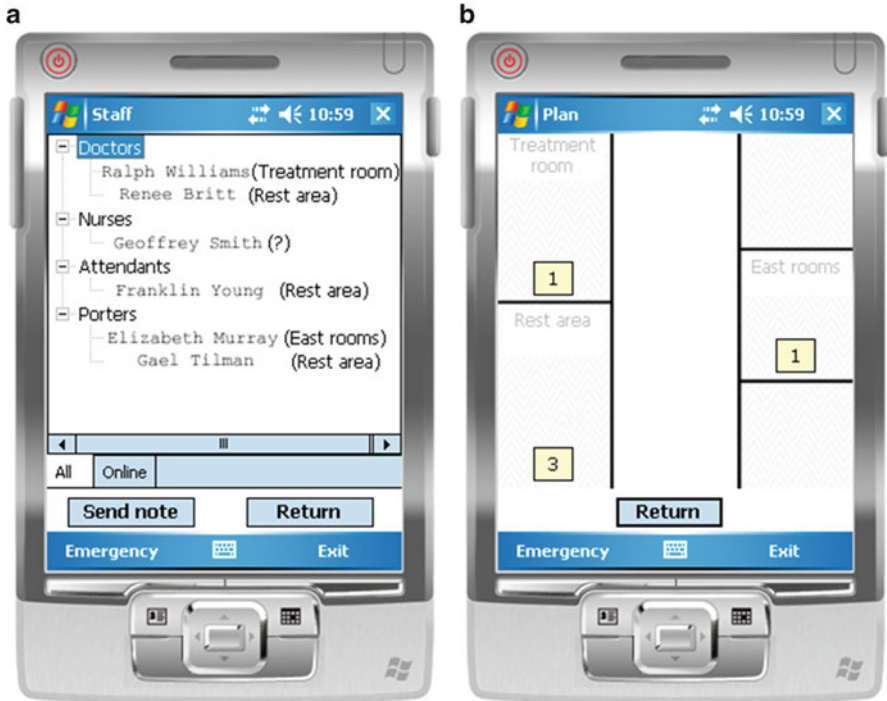 a
Staff
10:59
Doctors
Ralph Williams (Treatment room)
Renee Britt (Rest area)
Nurses
Geoffrey Smith (?)
Attendants
Franklin Young (Rest area)
Porters
Elizabeth Murray (East rooms)
Gael Tilman (Rest area)
All
Online
Send note
Return
Emergency
Exit
b
Plan
10:59
Treatment
room
1
East rooms
1
Rest area
3
Return
Emergency
Exit